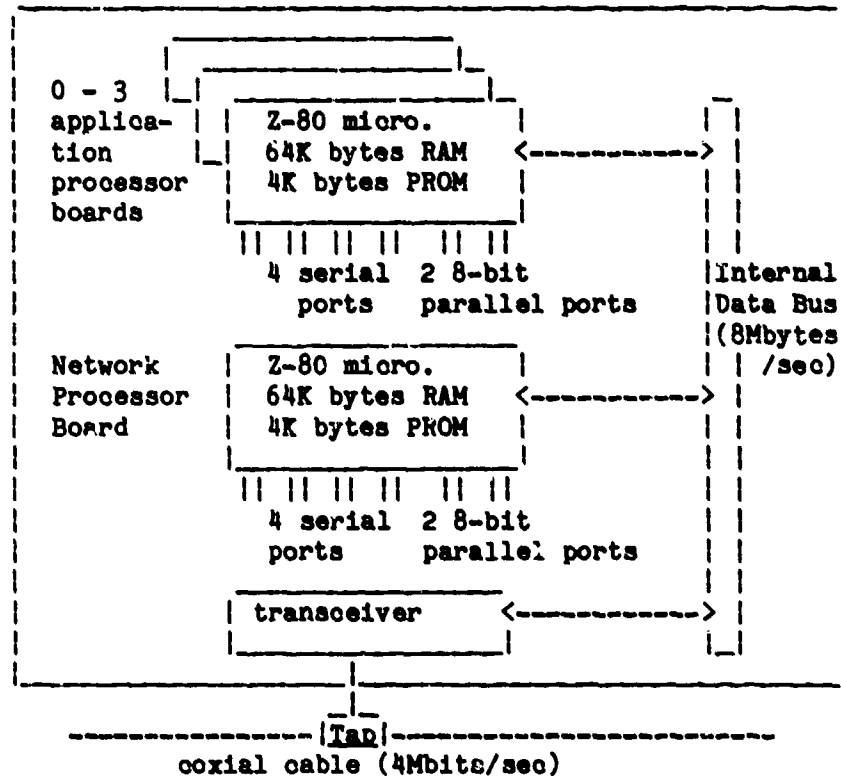 0 - 3
applica-
tion
processor
boards
Z-80 micro.
64K bytes RAM
4K bytes PROM
4 serial 2 8-bit
ports parallel ports
Internal
Data Bus
(8Mbytes
/sec)
Network
Processor
Board
Z-80 micro.
64K bytes RAM
4K bytes PROM
4 serial 2 8-bit
ports parallel ports
transceiver
Tap
coxial cable (4Mbits/sec)